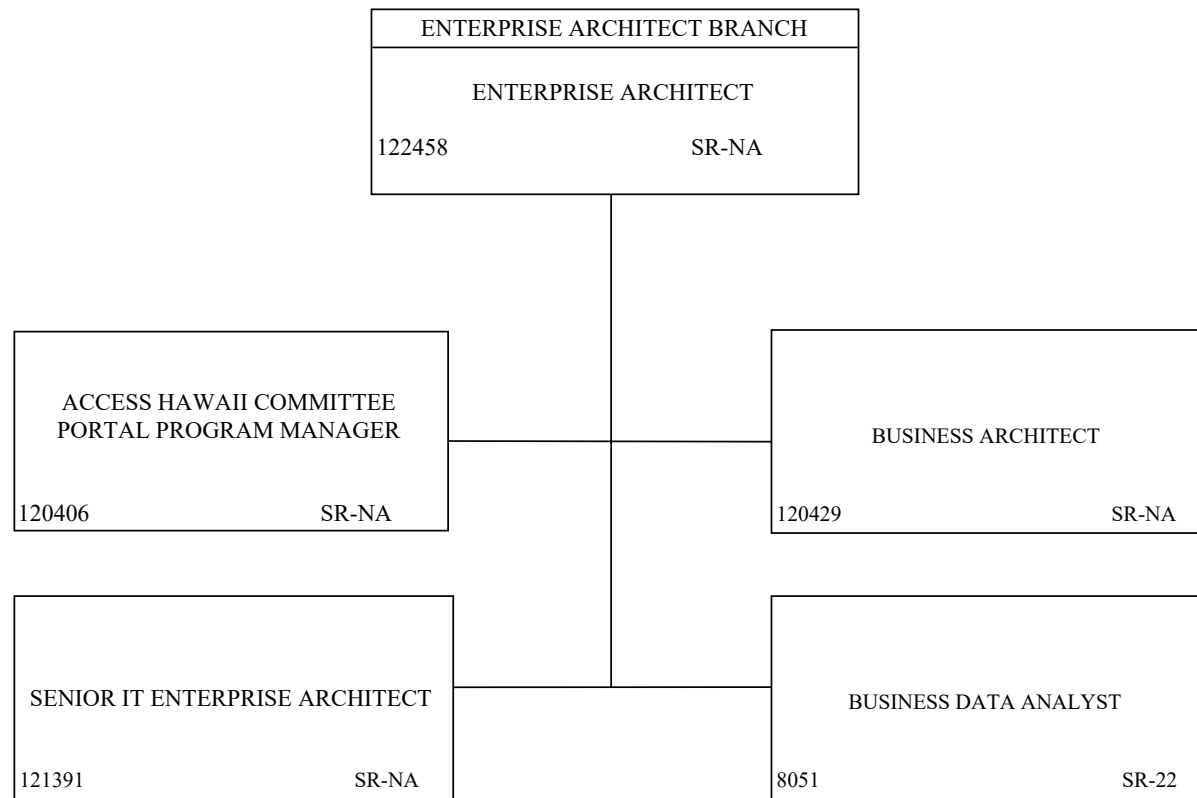 ENTERPRISE ARCHITECT BRANCH
ENTERPRISE ARCHITECT
122458 SR-NA
ACCESS HAWAII COMMITTEE
PORTAL PROGRAM MANAGER
120406 SR-NA
BUSINESS ARCHITECT
120429 SR-NA
SENIOR IT ENTERPRISE ARCHITECT
121391 SR-NA
BUSINESS DATA ANALYST
8051 SR-22